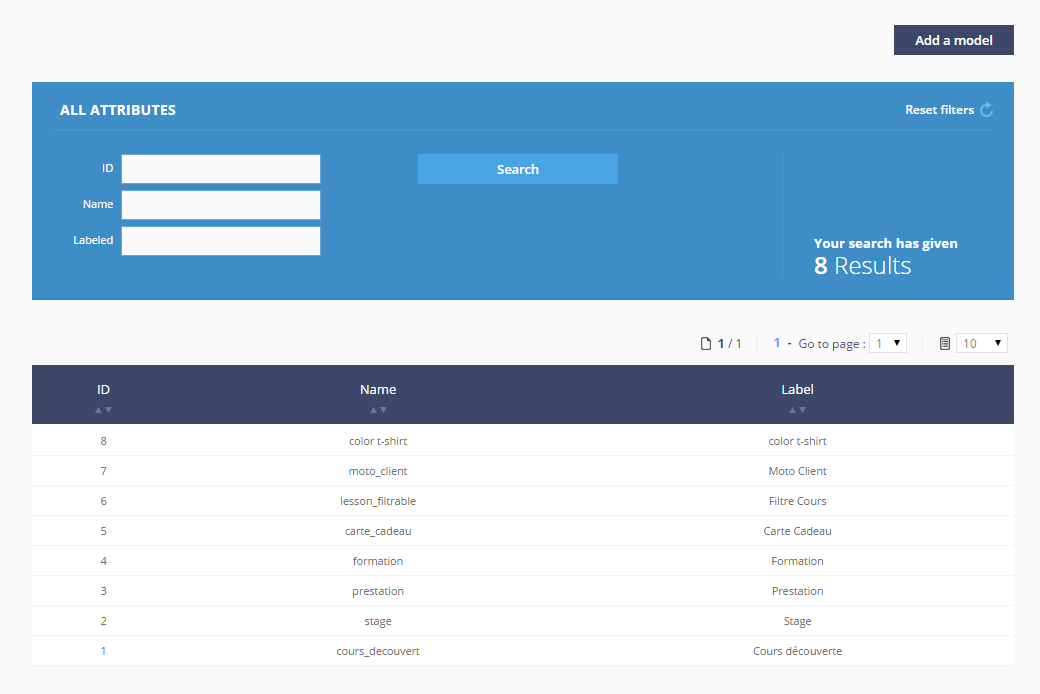 Add a model
ALL ATTRIBUTES
Reset filters
ID
Search
Name
Labeled
Your search has given
8 Results
1 / 1
1 - Go to page : 1
10
ID Name Label
8 color t-shirt color t-shirt
7 moto_client Moto Client
6 lesson_filtrable Filtre Cours
5 carte_cadeau Carte Cadeau
4 formation Formation
3 prestation Prestation
2 stage Stage
1 cours_decouvert Cours découverte